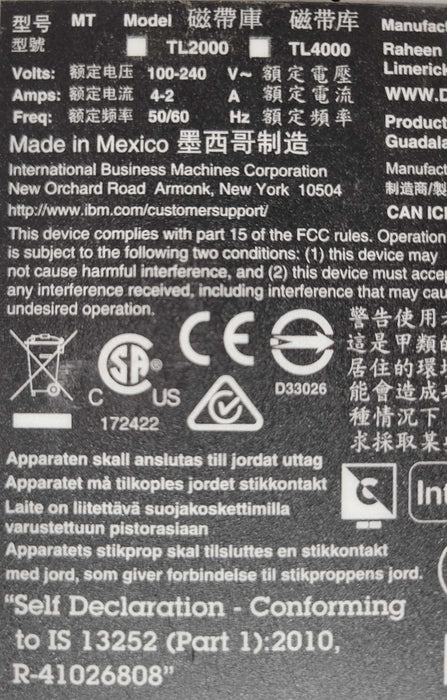 型号 MT Model 磁帶庫 磁带库
型號 TL2000 TL4000
Volts: 额定电压 100-240 V~ 額定電壓
Amps: 额定电流 4-2 A 額定電流
Freq: 额定频率 50/60 Hz 額定頻率
Made in Mexico 墨西哥制造
International Business Machines Corporation
New Orchard Road Armonk, New York 10504
http://www.ibm.com/customersupport/
This device complies with part 15 of the FCC rules. Operation
is subject to the following two conditions: (1) this device may
not cause harmful interference, and (2) this device must accep
any interference received, including interference that may cau
undesired operation.
Manufact
Raheen
Limerick
WWW.D
Product
Guadala
Manufact
制造商/製
CAN ICE
C SA US
172422
CE
D33026
警告使用者
這是甲類的
居住的環境
能會造成
種情況下
求採取某
Apparaten skall anslutas till jordat uttag
Apparatet må tilkoples jordet stikkontakt
Laite on liitettävä suojakoskettimilla
varustettuun pistorasiaan
Apparatets stikprop skal tilsluttes en stikkontakt
med jord, som giver forbindelse til stikproppens jord.
C
Int
"Self Declaration - Conforming
to IS 13252 (Part 1):2010,
R-41026808"